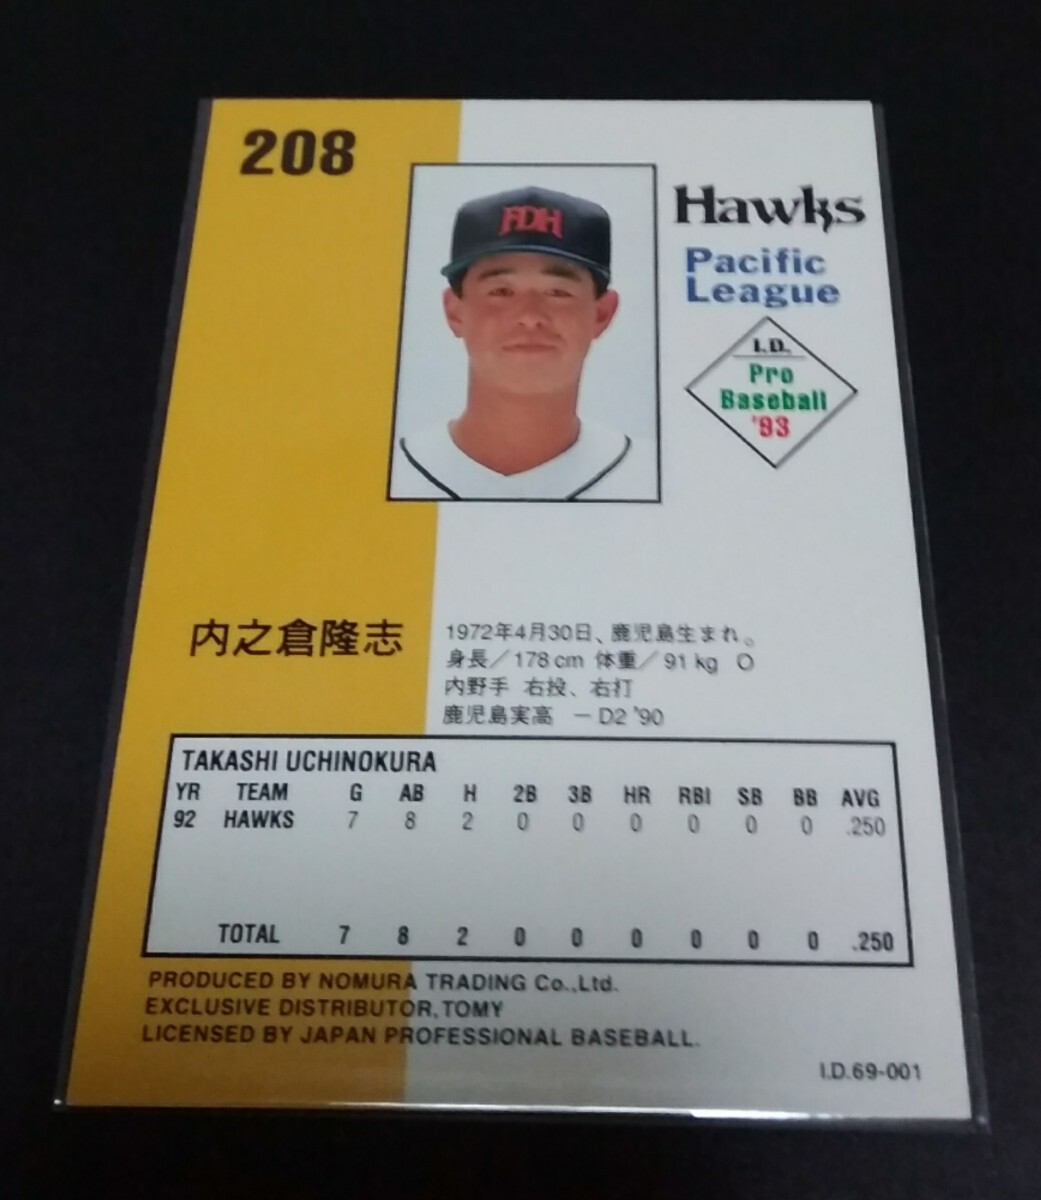 208
FDH
Hawks
Pacific
League
I.D.
Pro
Baseball
'93
内之倉隆志
1972年4月30日、鹿児島生まれ。
身長/178cm 体重/91kg O
内野手 右投、右打
鹿児島実高 ーD2 '90
TAKASHI UCHINOKURA
YR TEAM G AB H 2B 3B HR RBI SB BB AVG
92 HAWKS 7 8 2 0 0 0 0 0 0 .250
TOTAL 7 8 2 0 0 0 0 0 0 .250
PRODUCED BY NOMURA TRADING Co.,Ltd.
EXCLUSIVE DISTRIBUTOR,TOMY
LICENSED BY JAPAN PROFESSIONAL BASEBALL.
I.D.69-001